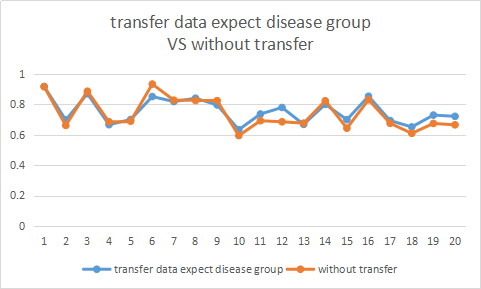 transfer data expect disease group
VS without transfer
1
0.8
0.6
0.4
0.2
0
1 2 3 4 5 6 7 8 9 10 11 12 13 14 15 16 17 18 19 20
transfer data expect disease group without transfer